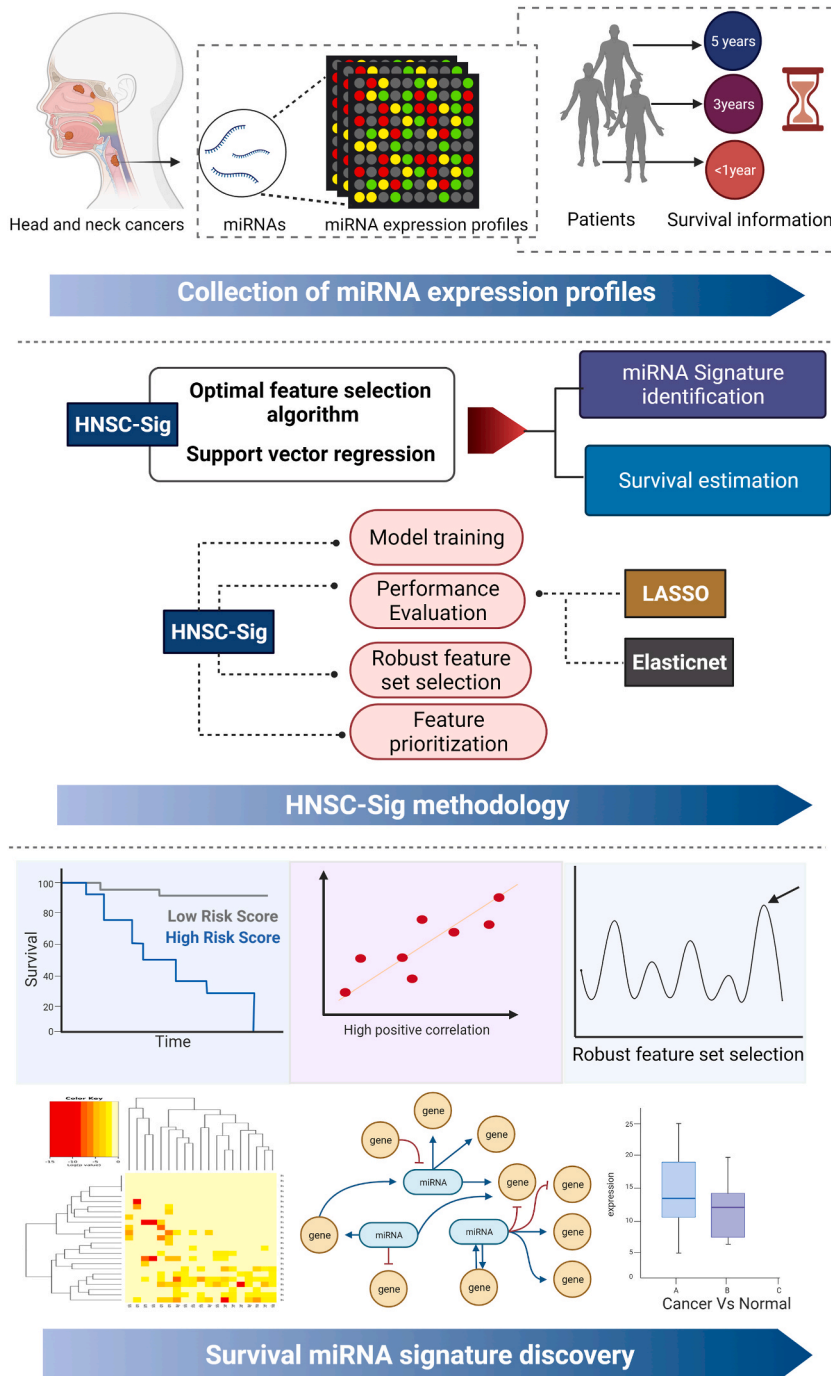 5 years
3years
<1year
Head and neck cancers
miRNAs
miRNA expression profiles
Patients
Survival information
Collection of miRNA expression profiles
HNSC-Sig
Optimal feature selection
algorithm
Support vector regression
miRNA Signature
identification
Survival estimation
Model training
Performance
Evaluation
HNSC-Sig
Robust feature
set selection
Feature
prioritization
LASSO
Elasticnet
HNSC-Sig methodology
100
80
60
40
20
0
Survival
Low Risk Score
High Risk Score
Time
High positive correlation
Robust feature set selection
Color Key
gene
gene
gene
miRNA
gene
gene
gene
miRNA
miRNA
gene
gene
gene
gene
25
20
15
10
5
0
expression
A
B
C
Cancer Vs Normal
Survival miRNA signature discovery